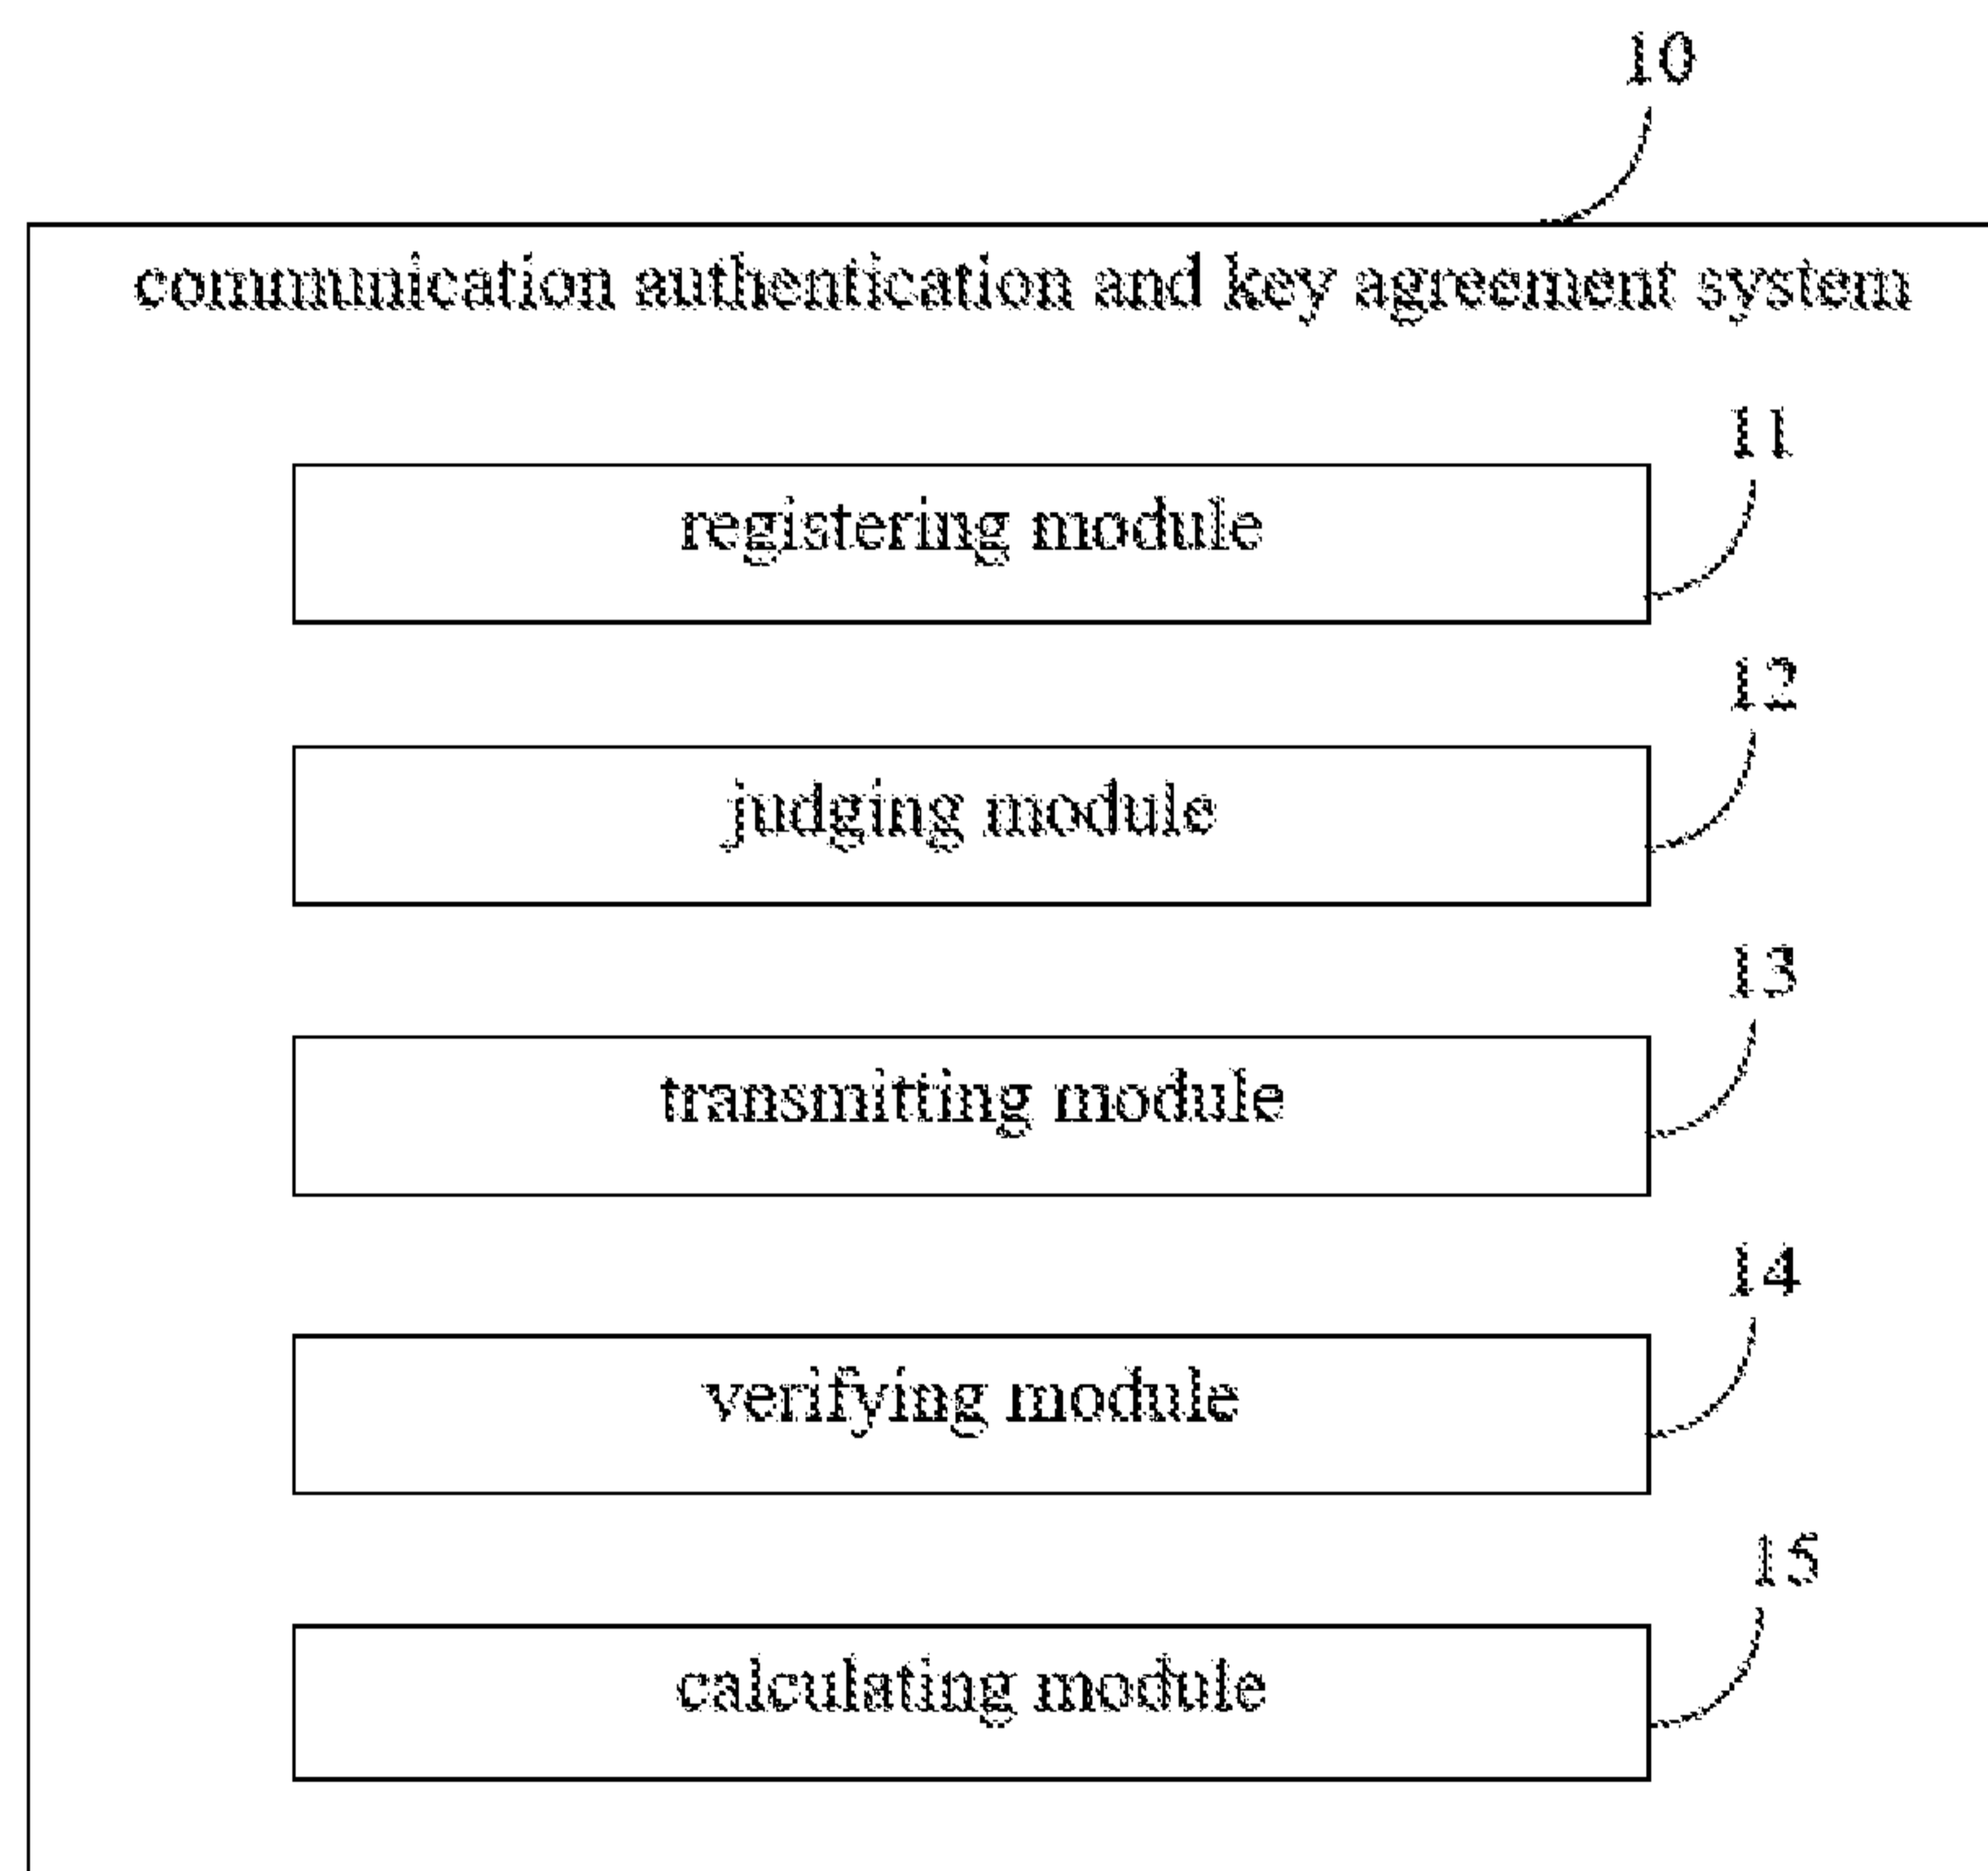 10
communication authentication and key agreement system
11
registering module
12
judging module
13
transmitting module
14
verifying module
15
calculating module